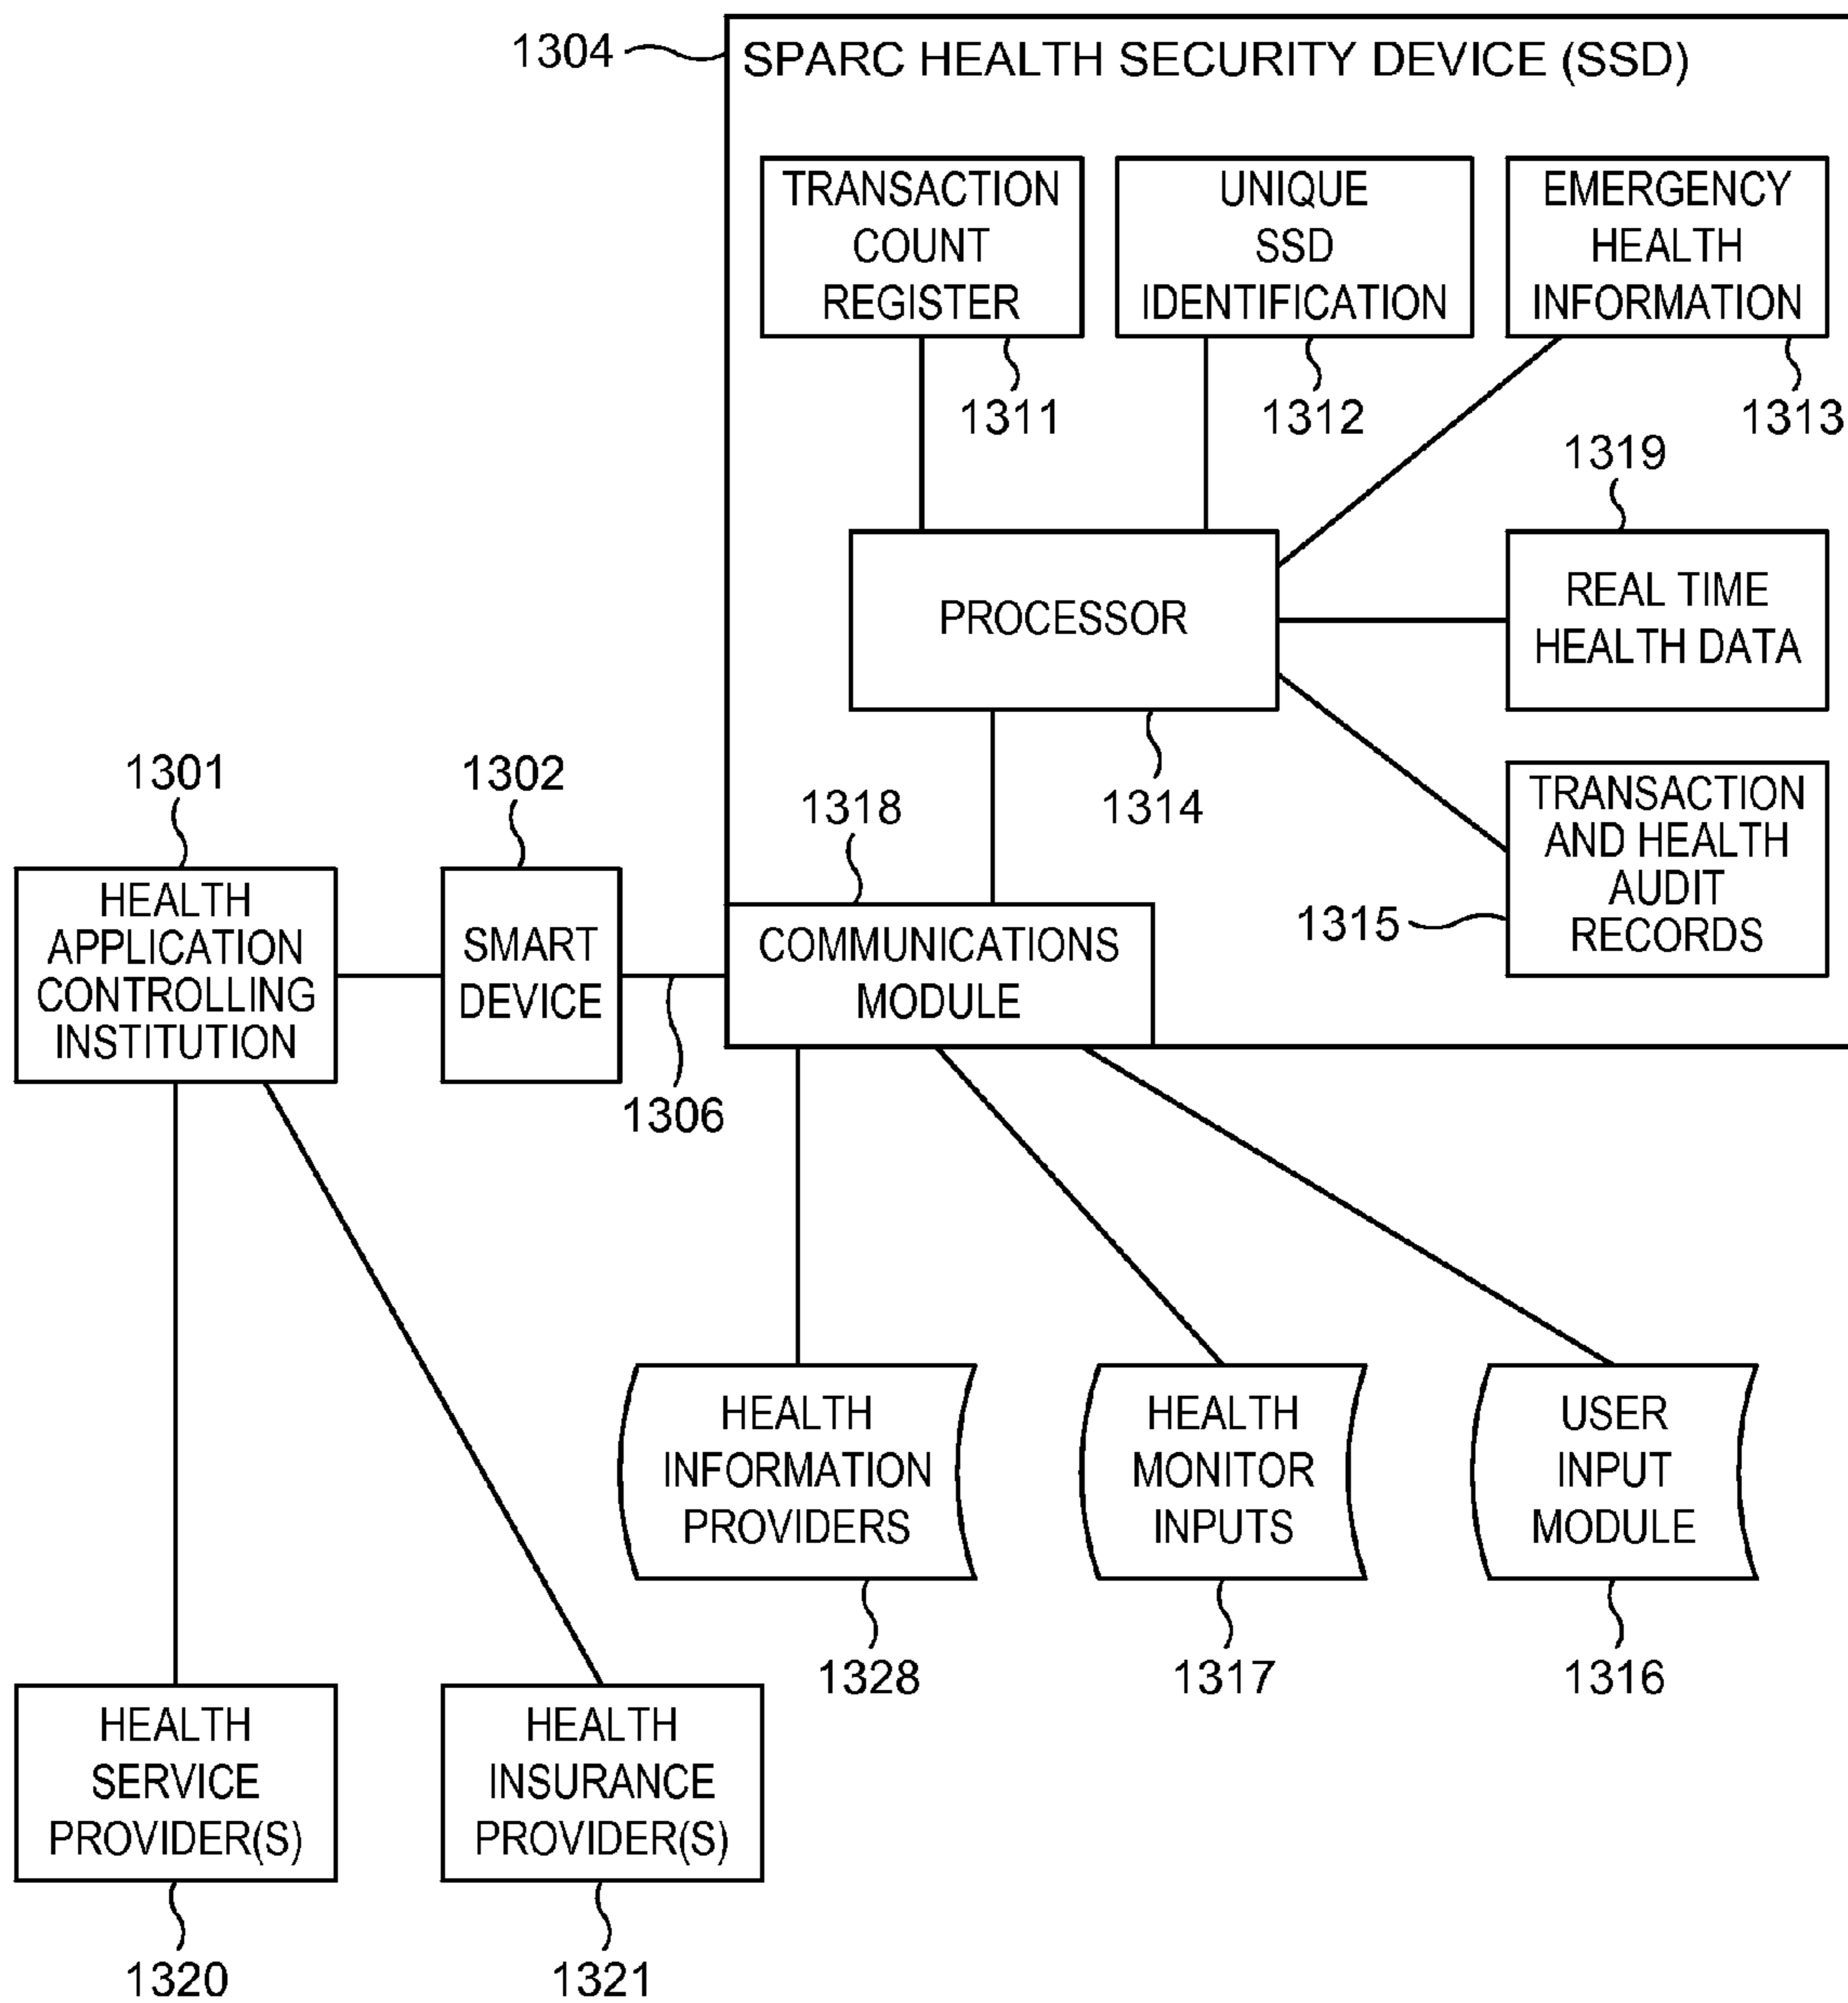 1304
SPARC HEALTH SECURITY DEVICE (SSD)
TRANSACTION
COUNT
REGISTER
1311
UNIQUE
SSD
IDENTIFICATION
1312
EMERGENCY
HEALTH
INFORMATION
1313
1319
REAL TIME
HEALTH DATA
PROCESSOR
1314
TRANSACTION
AND HEALTH
AUDIT
RECORDS
1315
1301
HEALTH
APPLICATION
CONTROLLING
INSTITUTION
1302
SMART
DEVICE
1306
1318
COMMUNICATIONS
MODULE
HEALTH
INFORMATION
PROVIDERS
1328
HEALTH
MONITOR
INPUTS
1317
USER
INPUT
MODULE
1316
HEALTH
SERVICE
PROVIDER(S)
1320
HEALTH
INSURANCE
PROVIDER(S)
1321